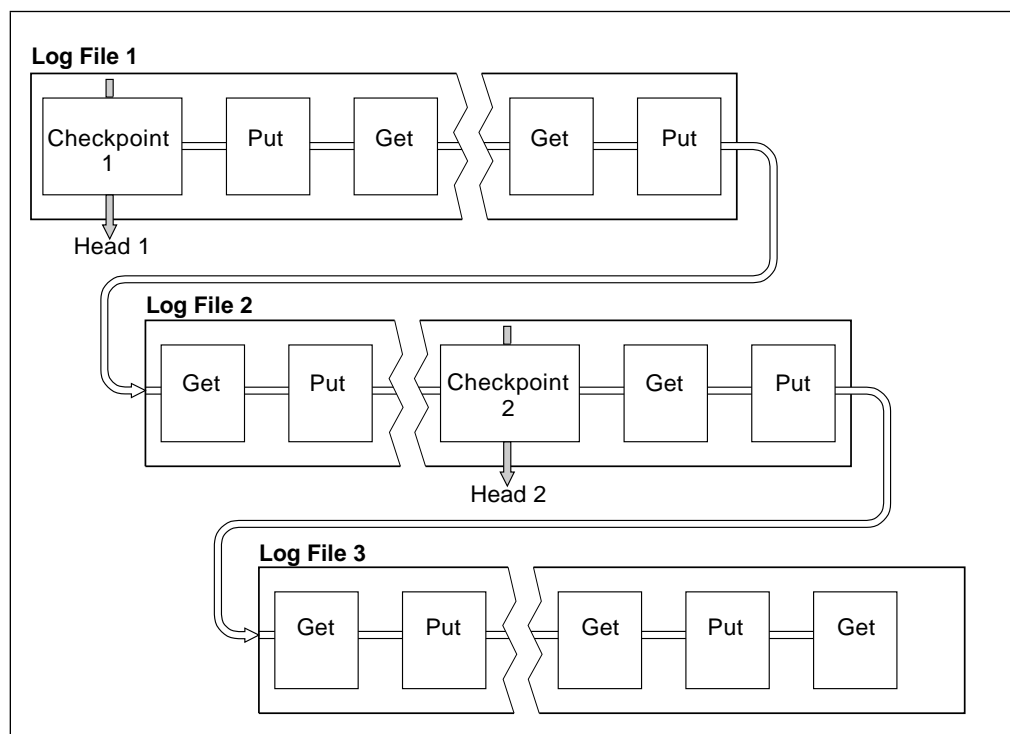 Log File 1
Checkpoint
1
Put
Get
Get
Put
Head 1
Log File 2
Get
Put
Checkpoint
2
Get
Put
Head 2
Log File 3
Get
Put
Get
Put
Get